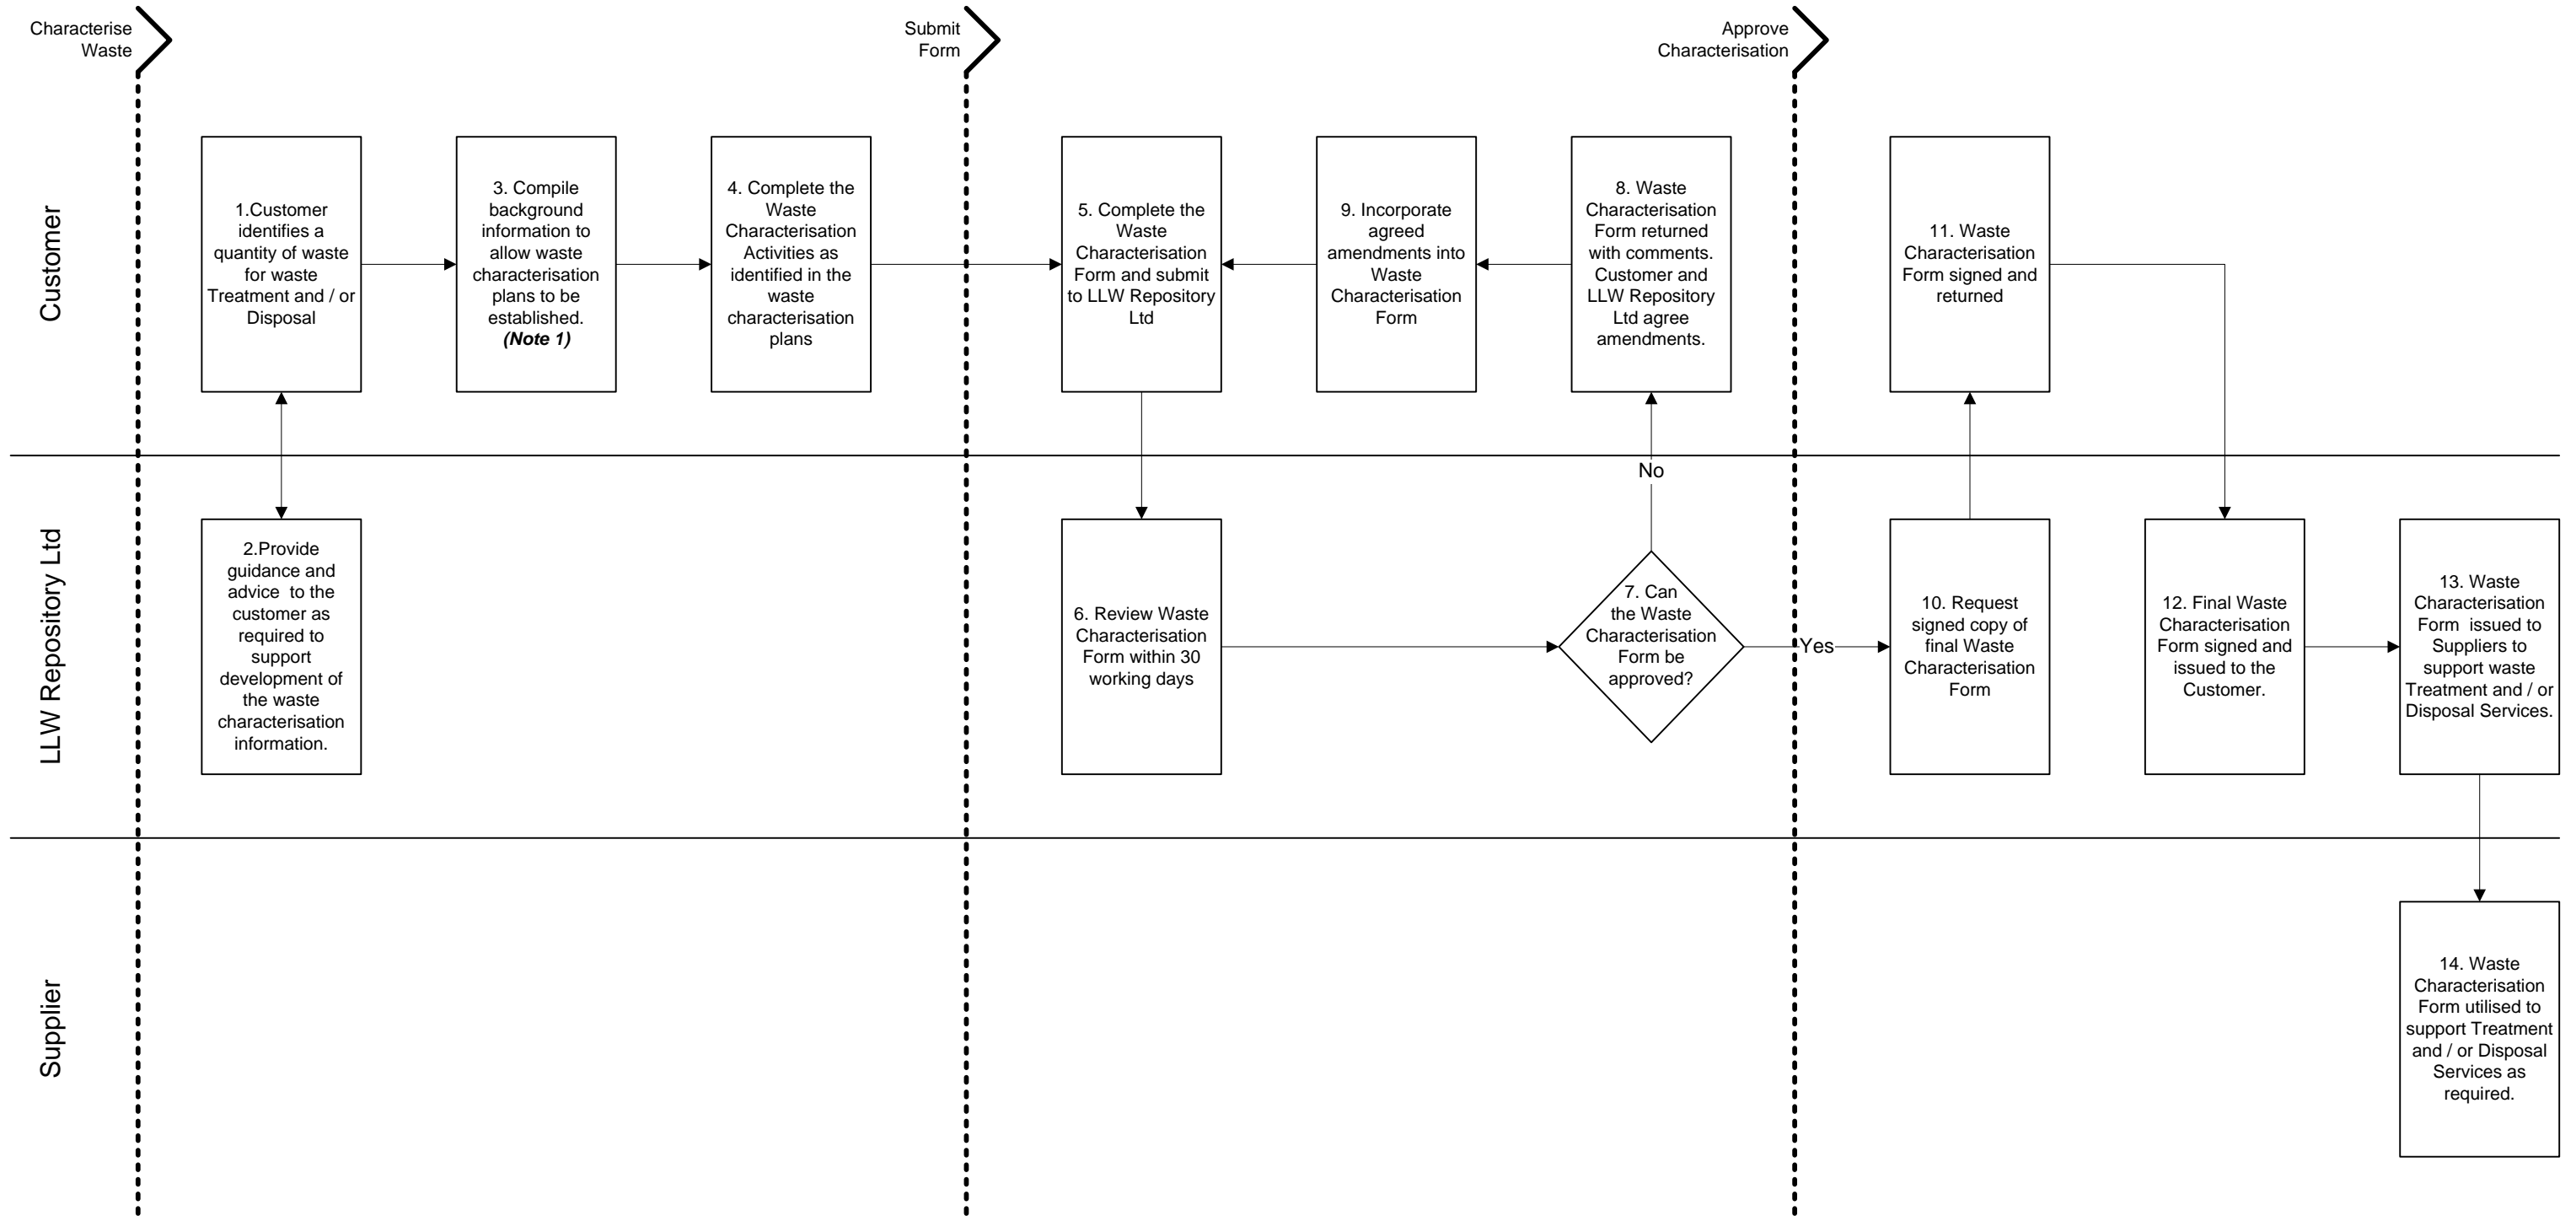 Characterise
Waste
Submit
Form
Approve
Characterisation
Customer
1.Customer
identifies a
quantity of waste
for waste
Treatment and / or
Disposal
3. Compile
background
information to
allow waste
characterisation
plans to be
established.
(Note 1)
4. Complete the
Waste
Characterisation
Activities as
identified in the
waste
characterisation
plans
5. Complete the
Waste
Characterisation
Form and submit
to LLW Repository
Ltd
9. Incorporate
agreed
amendments into
Waste
Characterisation
Form
8. Waste
Characterisation
Form returned
with comments.
Customer and
LLW Repository
Ltd agree
amendments.
11. Waste
Characterisation
Form signed and
returned
LLW Repository Ltd
2.Provide
guidance and
advice  to the
customer as
required to
support
development of
the waste
characterisation
information.
6. Review Waste
Characterisation
Form within 30
working days
No
7. Can
the Waste
Characterisation
Form be
approved?
Yes
10. Request
signed copy of
final Waste
Characterisation
Form
12. Final Waste
Characterisation
Form signed and
issued to the
Customer.
13. Waste
Characterisation
Form  issued to
Suppliers to
support waste
Treatment and / or
Disposal Services.
Supplier
14. Waste
Characterisation
Form utilised to
support Treatment
and / or Disposal
Services as
required.